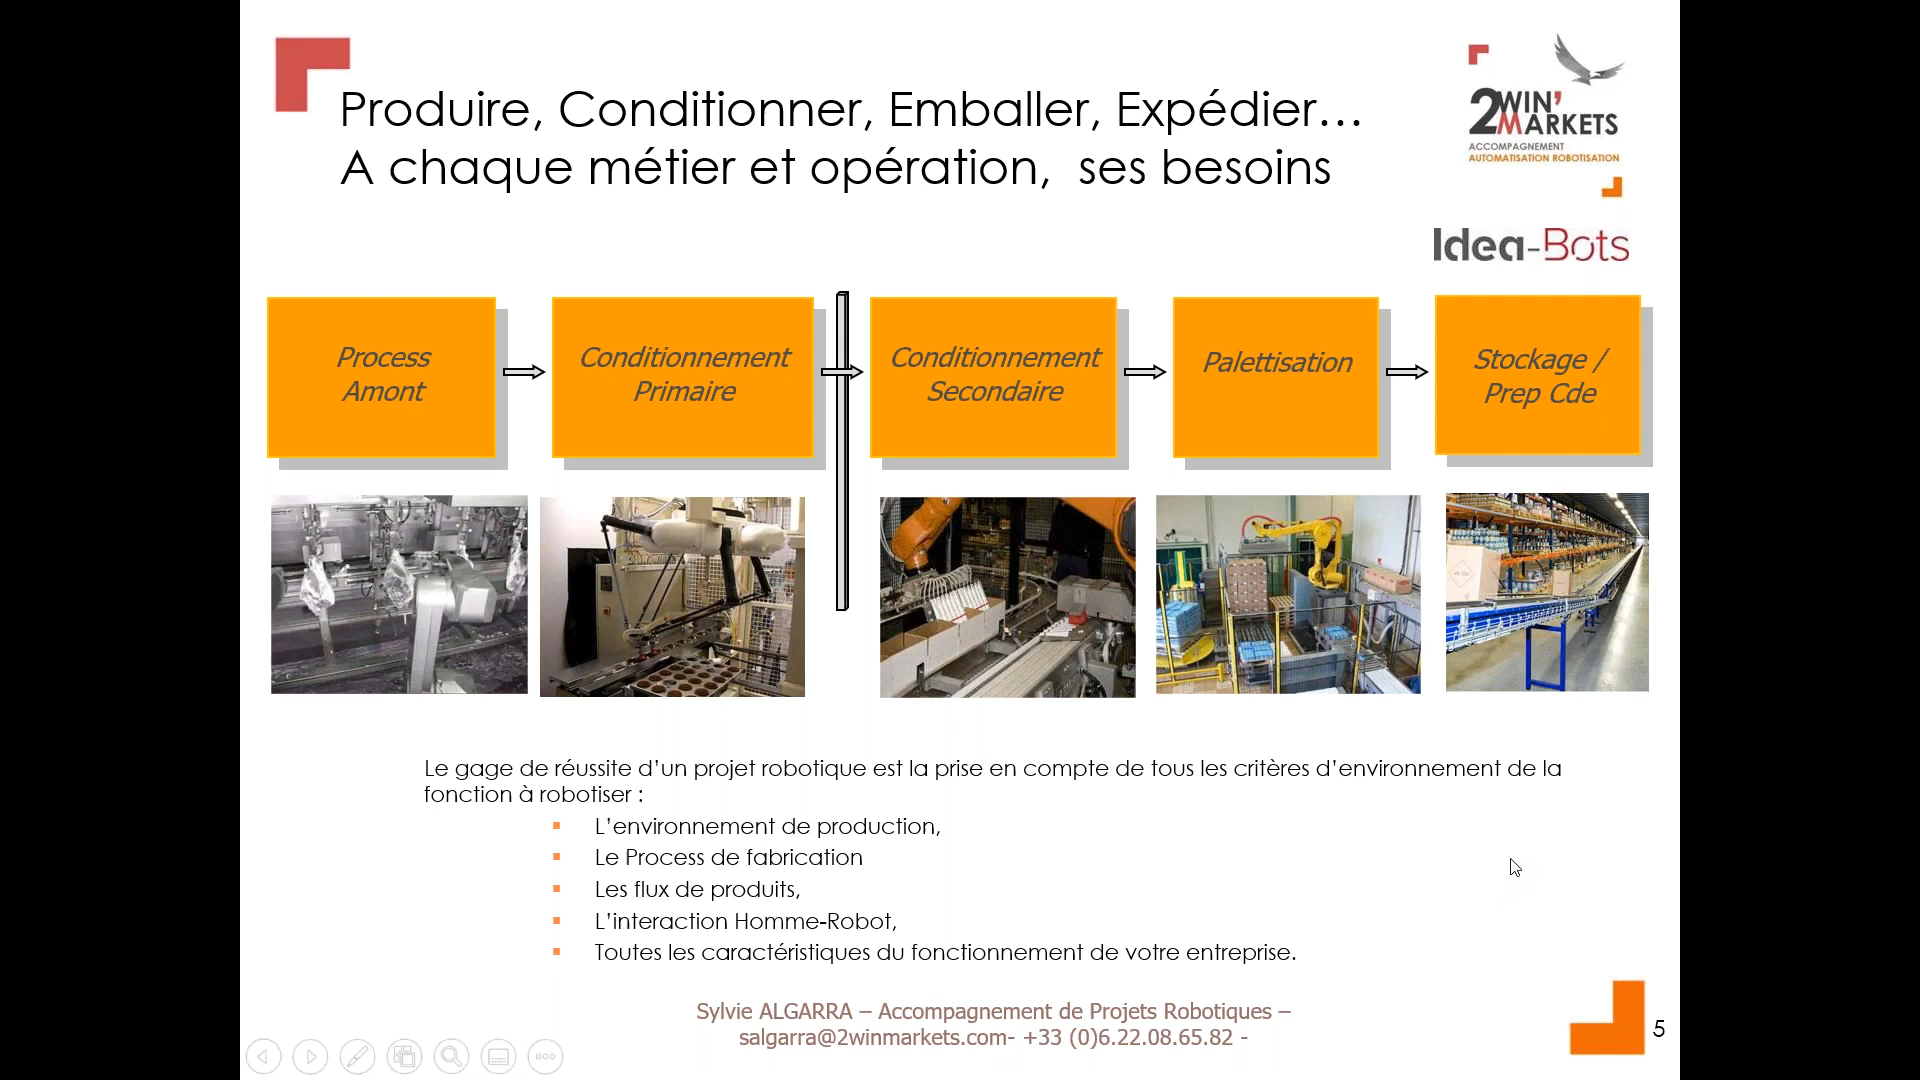 Produire, Conditionner, Emballer, Expédier…
A chaque métier et opération, ses besoins
2WIN'
MARKETS
ACCOMPAGNEMENT
AUTOMATISATION ROBOTISATION
Idea-Bots
Process
Amont
Conditionnement
Primaire
Conditionnement
Secondaire
Palettisation
Stockage /
Prep Cde
Le gage de réussite d’un projet robotique est la prise en compte de tous les critères d’environnement de la
fonction à robotiser :
L’environnement de production,
Le Process de fabrication
Les flux de produits,
L’interaction Homme-Robot,
Toutes les caractéristiques du fonctionnement de votre entreprise.
Sylvie ALGARRA – Accompagnement de Projets Robotiques –
salgarra@2winmarkets.com- +33 (0)6.22.08.65.82 -
5